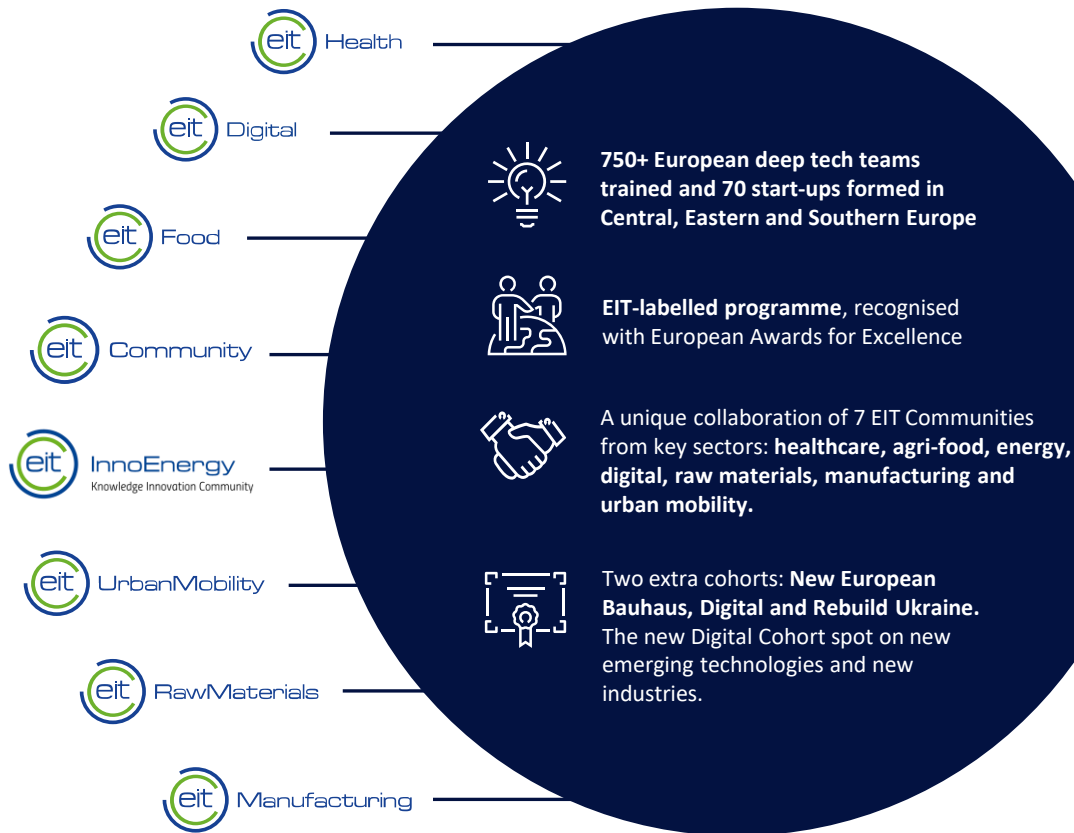 eit Health
eit Digital
eit Food
eit Community
eit InnoEnergy
Knowledge Innovation Community
eit UrbanMobility
eit RawMaterials
eit Manufacturing
750+ European deep tech teams
trained and 70 start-ups formed in
Central, Eastern and Southern Europe
EIT-labelled programme, recognised
with European Awards for Excellence
A unique collaboration of 7 EIT Communities
from key sectors: healthcare, agri-food, energy,
digital, raw materials, manufacturing and
urban mobility.
Two extra cohorts: New European
Bauhaus, Digital and Rebuild Ukraine.
The new Digital Cohort spot on new
emerging technologies and new
industries.